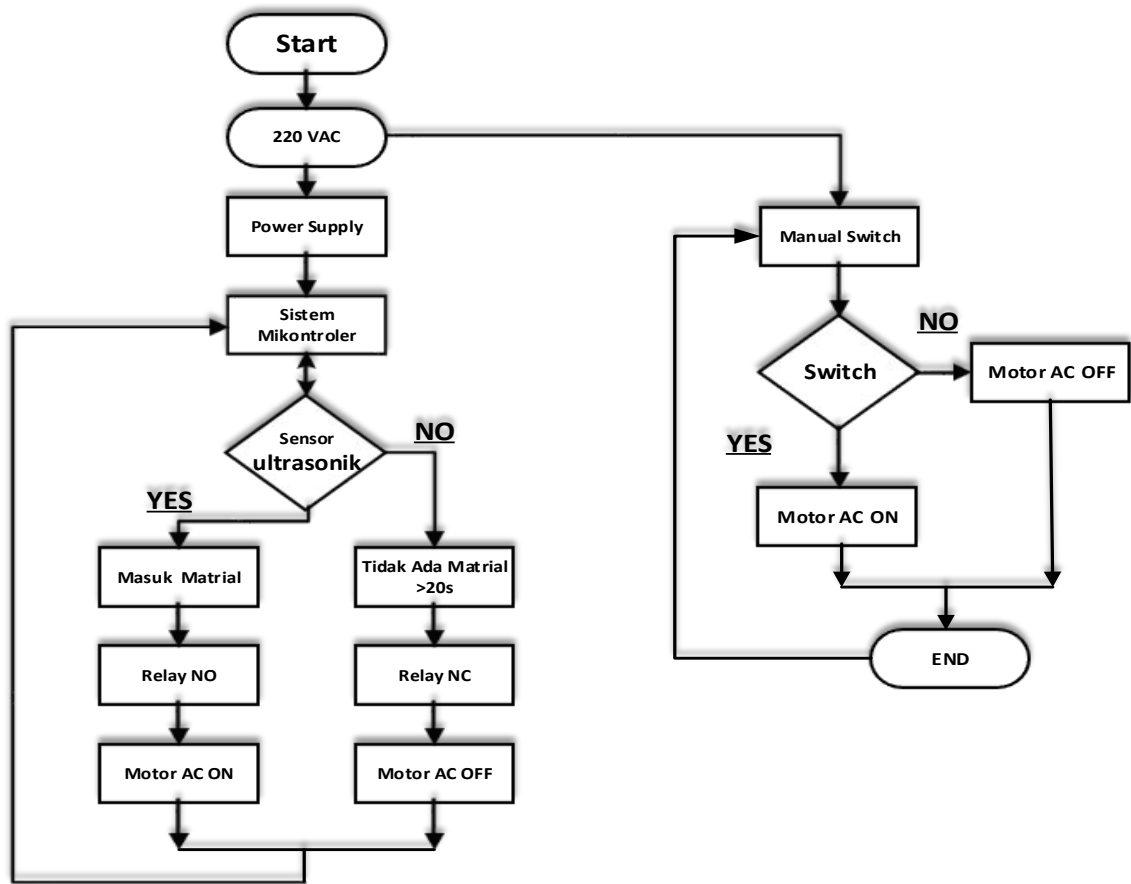 Start
220 VAC
Power Supply
Sistem
Mikontroler
Sensor
ultrasonik
NO
YES
Masuk Matrial
Tidak Ada Matrial
>20s
Relay NO
Relay NC
Motor AC ON
Motor AC OFF
Manual Switch
Switch
NO
Motor AC OFF
YES
Motor AC ON
END